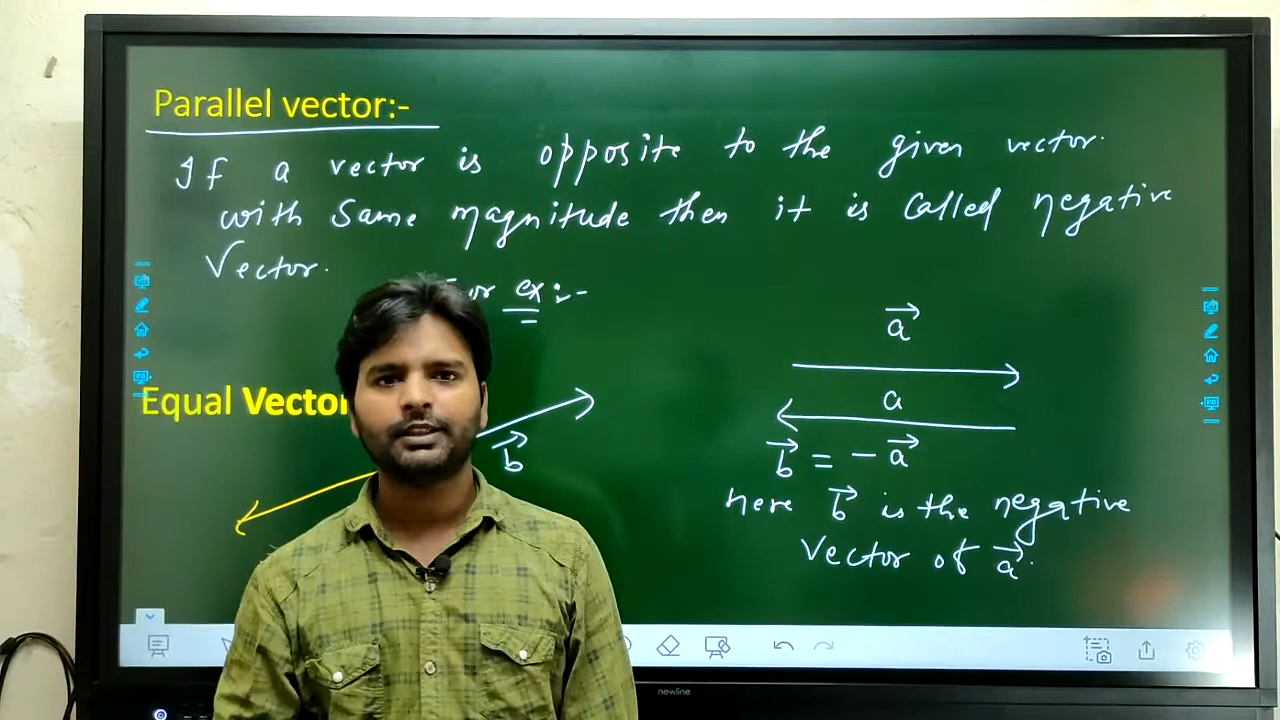 Parallel vector:-
If a vector is opposite to the given vector.
with same magnitude then it is called negative
Vector.
or ex:-
a⃗
Equal Vector
a
b⃗
b⃗ = - a⃗
here b⃗ is the negative
Vector of a⃗.
newline